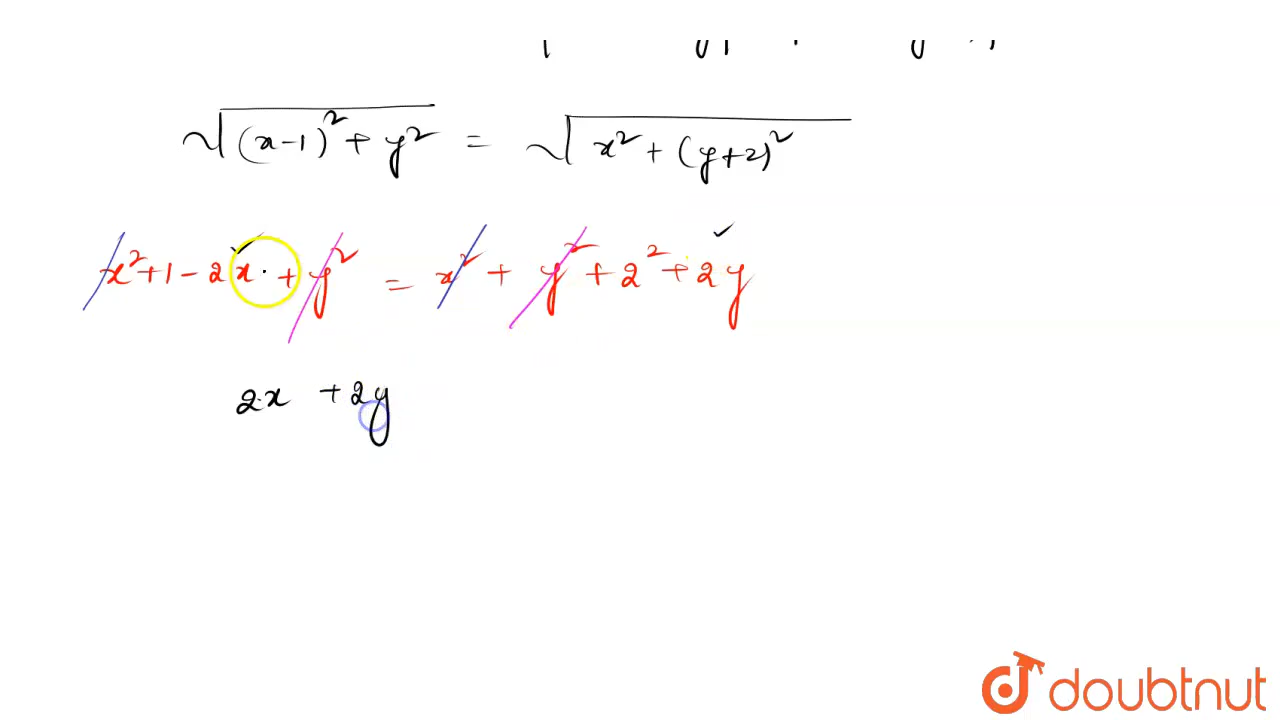 √((x-1)² + y²) = √(x² + (y+2)²)
x² + 1 - 2x · + y² = x² + y² + 2² + 2y
2x + 2y
doubtnut